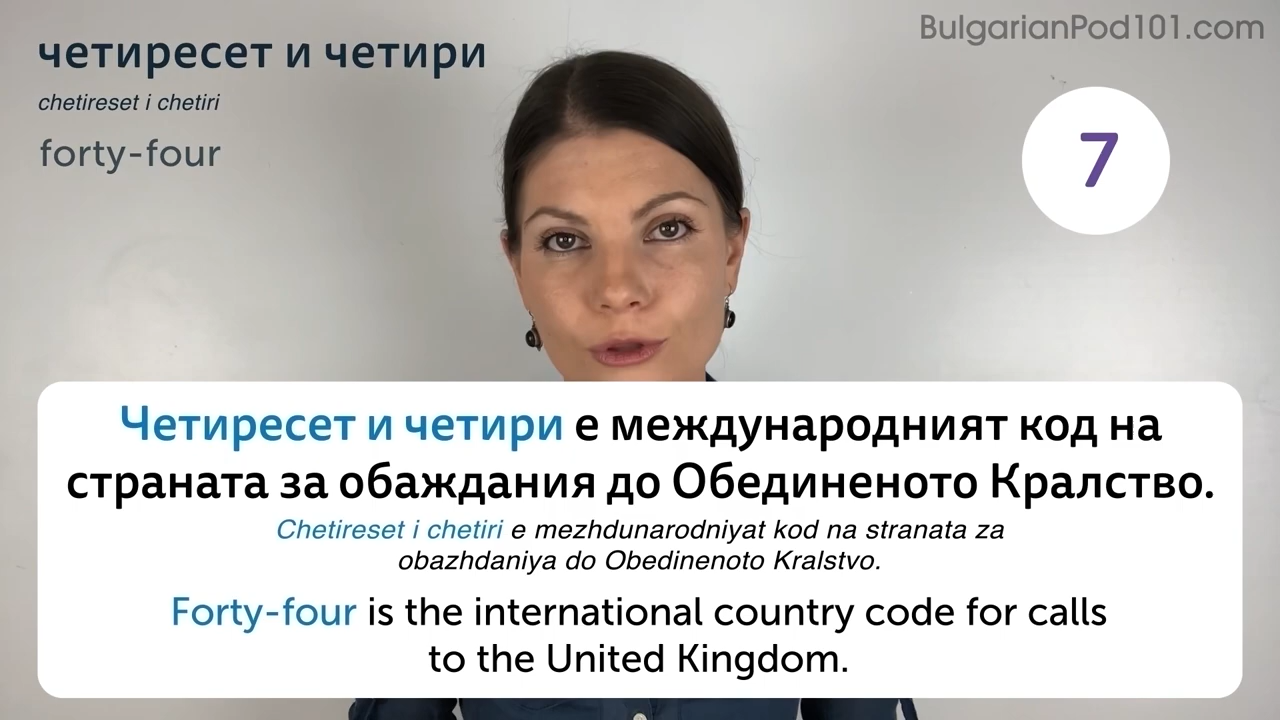 BulgarianPod101.com
четиресет и четири
chetireset i chetiri
forty-four
7
Четиресет и четири е международният код на
страната за обаждания до Обединеното Кралство.
Chetireset i chetiri e mezhdunarodniyat kod na stranata za
obazhdaniya do Obedinenoto Kralstvo.
Forty-four is the international country code for calls
to the United Kingdom.